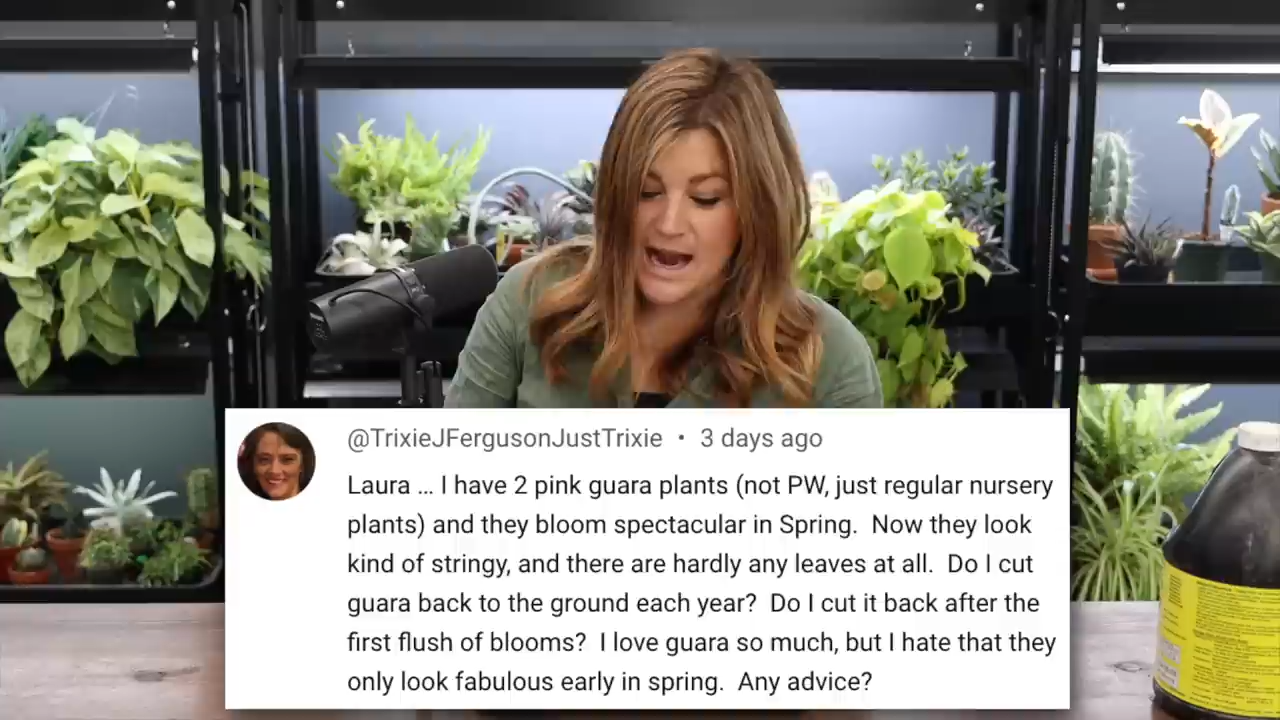 @TrixieJFergusonJustTrixie • 3 days ago
Laura ... I have 2 pink guara plants (not PW, just regular nursery
plants) and they bloom spectacular in Spring.  Now they look
kind of stringy, and there are hardly any leaves at all.  Do I cut
guara back to the ground each year?  Do I cut it back after the
first flush of blooms?  I love guara so much, but I hate that they
only look fabulous early in spring.  Any advice?